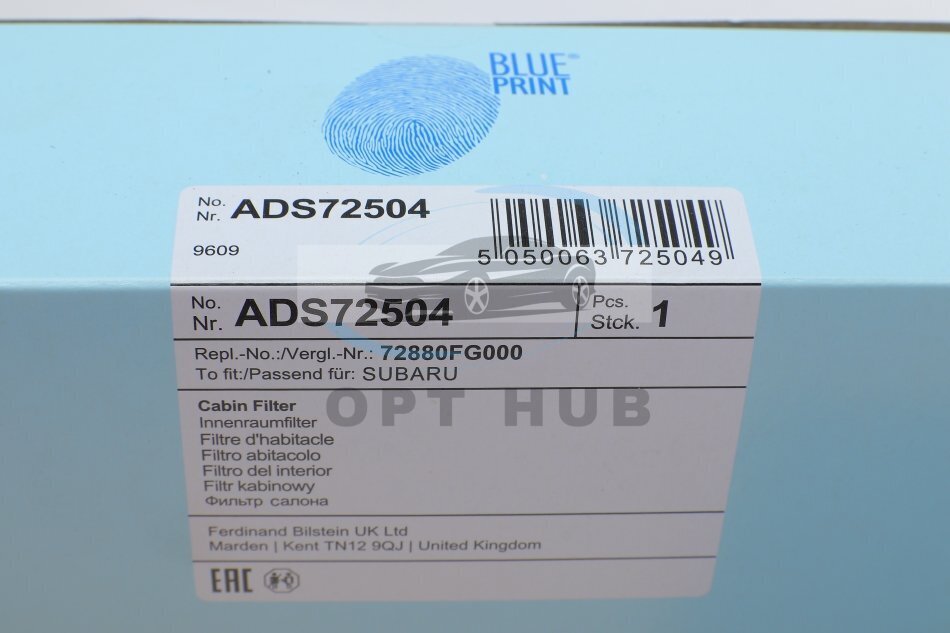 BLUE
PRINT
No.
Nr. ADS72504
9609
5 050063 725049
No.
Nr. ADS72504
Pcs.
Stck. 1
Repl.-No.:/Vergl.-Nr.: 72880FG000
To fit:/Passend für: SUBARU
OPT HUB
Cabin Filter
Innenraumfilter
Filtre d'habitacle
Filtro abitacolo
Filtro del interior
Filtr kabinowy
Фильтр салона
Ferdinand Bilstein UK Ltd
Marden | Kent TN12 9QJ | United Kingdom
EAC